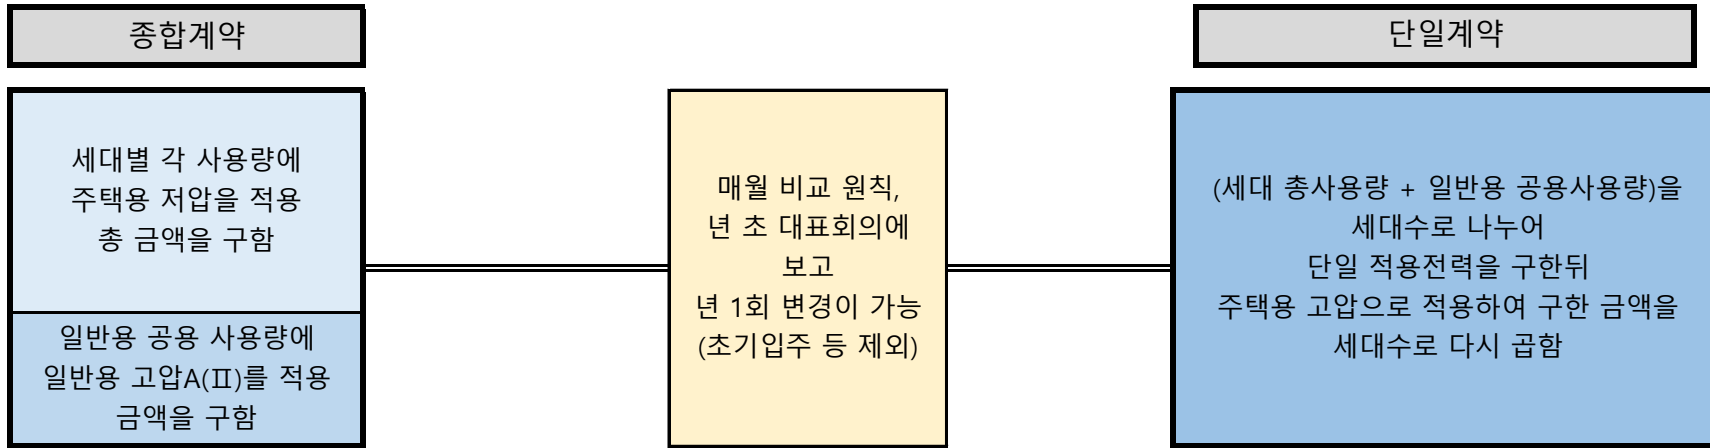 종합계약
단일계약
세대별 각 사용량에
주택용 저압을 적용
총 금액을 구함
일반용 공용 사용량에
일반용 고압A(Ⅱ)를 적용
금액을 구함
매월 비교 원칙,
년 초 대표회의에
보고
년 1회 변경이 가능
(초기입주 등 제외)
(세대 총사용량 + 일반용 공용사용량)을
세대수로 나누어
단일 적용전력을 구한뒤
주택용 고압으로 적용하여 구한 금액을
세대수로 다시 곱함